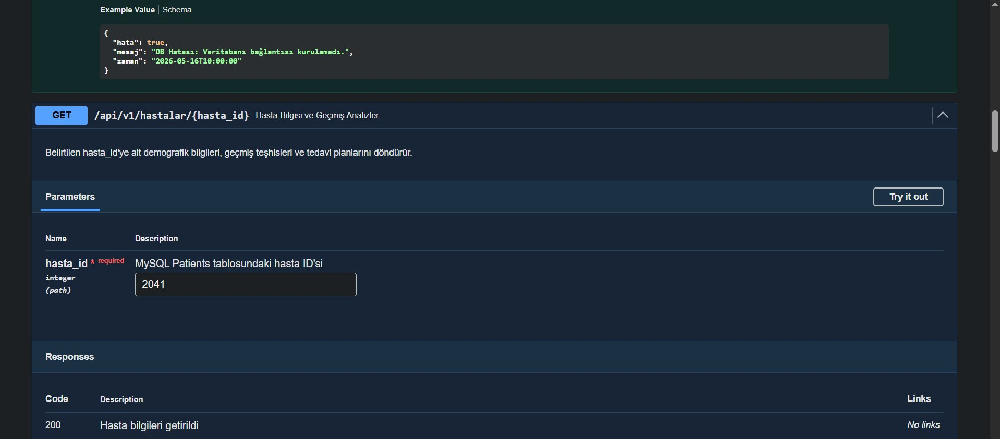 Example Value | Schema
{
  "hata": true,
  "mesaj": "DB Hatası: Veritabanı bağlantısı kurulamadı.",
  "zaman": "2026-05-16T10:00:00"
}
GET /api/v1/hastalar/{hasta_id} Hasta Bilgisi ve Geçmiş Analizler
Belirtilen hasta_id'ye ait demografik bilgileri, geçmiş teşhisleri ve tedavi planlarını döndürür.
Parameters Try it out
Name Description
hasta_id * required MySQL Patients tablosundaki hasta ID'si
integer
2041
(path)
Responses
Code Description Links
200 Hasta bilgileri getirildi No links